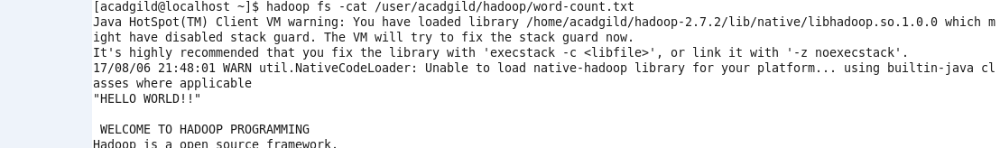 [acadgild@localhost ~]$ hadoop fs -cat /user/acadgild/hadoop/word-count.txt
Java HotSpot(TM) Client VM warning: You have loaded library /home/acadgild/hadoop-2.7.2/lib/native/libhadoop.so.1.0.0 which m
ight have disabled stack guard. The VM will try to fix the stack guard now.
It's highly recommended that you fix the library with 'execstack -c <libfile>', or link it with '-z noexecstack'.
17/08/06 21:48:01 WARN util.NativeCodeLoader: Unable to load native-hadoop library for your platform... using builtin-java cl
asses where applicable
"HELLO WORLD!!"
WELCOME TO HADOOP PROGRAMMING
Hadoop is a open source framework.